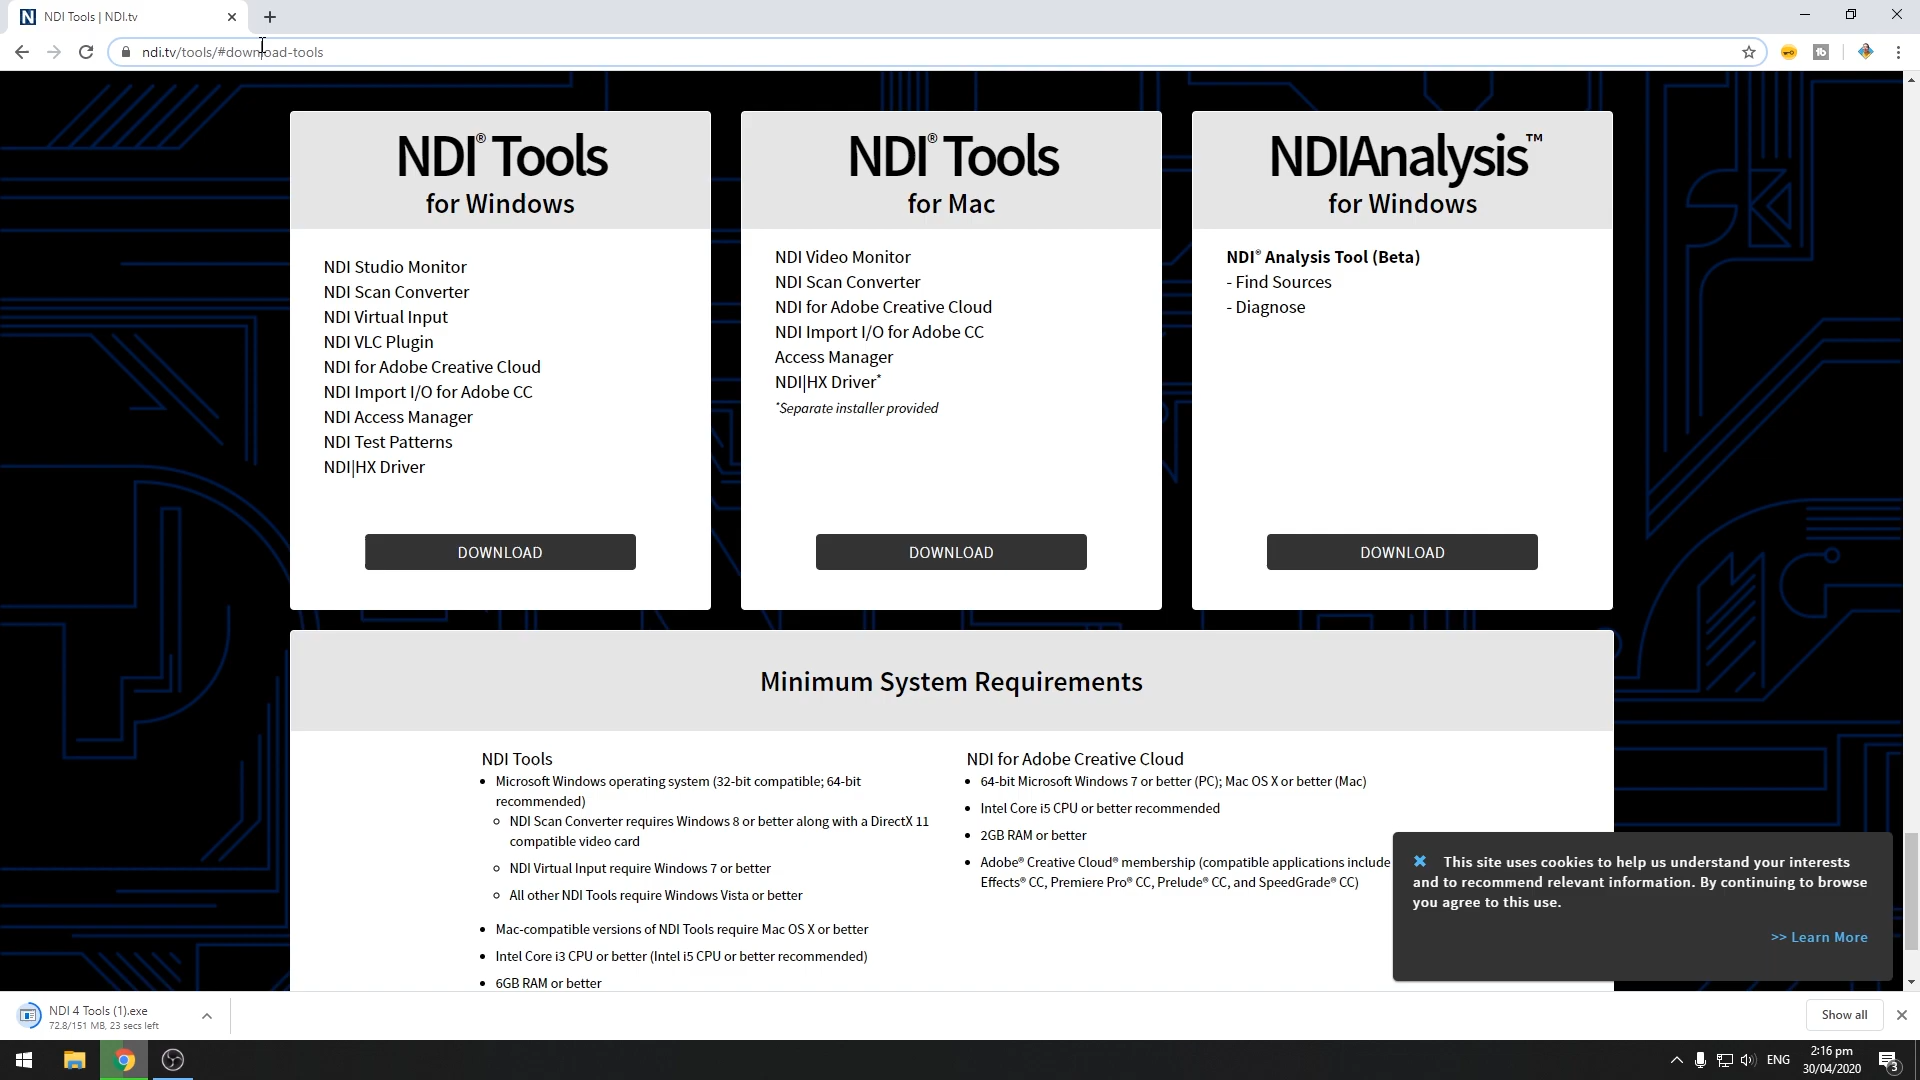 NDI Tools | NDI.tv
ndi.tv/tools/#download-tools
NDI® Tools
for Windows
NDI Studio Monitor
NDI Scan Converter
NDI Virtual Input
NDI VLC Plugin
NDI for Adobe Creative Cloud
NDI Import I/O for Adobe CC
NDI Access Manager
NDI Test Patterns
NDI|HX Driver
DOWNLOAD
NDI® Tools
for Mac
NDI Video Monitor
NDI Scan Converter
NDI for Adobe Creative Cloud
NDI Import I/O for Adobe CC
Access Manager
NDI|HX Driver*
*Separate installer provided
DOWNLOAD
NDIAnalysis™
for Windows
NDI® Analysis Tool (Beta)
- Find Sources
- Diagnose
DOWNLOAD
Minimum System Requirements
NDI Tools
• Microsoft Windows operating system (32-bit compatible; 64-bit
recommended)
○ NDI Scan Converter requires Windows 8 or better along with a DirectX 11
compatible video card
○ NDI Virtual Input require Windows 7 or better
○ All other NDI Tools require Windows Vista or better
• Mac-compatible versions of NDI Tools require Mac OS X or better
• Intel Core i3 CPU or better (Intel i5 CPU or better recommended)
• 6GB RAM or better
NDI for Adobe Creative Cloud
• 64-bit Microsoft Windows 7 or better (PC); Mac OS X or better (Mac)
• Intel Core i5 CPU or better recommended
• 2GB RAM or better
• Adobe® Creative Cloud® membership (compatible applications include
Effects® CC, Premiere Pro® CC, Prelude® CC, and SpeedGrade® CC)
This site uses cookies to help us understand your interests
and to recommend relevant information. By continuing to browse
you agree to this use.
>> Learn More
NDI 4 Tools (1).exe
72.8/151 MB, 23 secs left
Show all
ENG
2:16 pm
30/04/2020
3